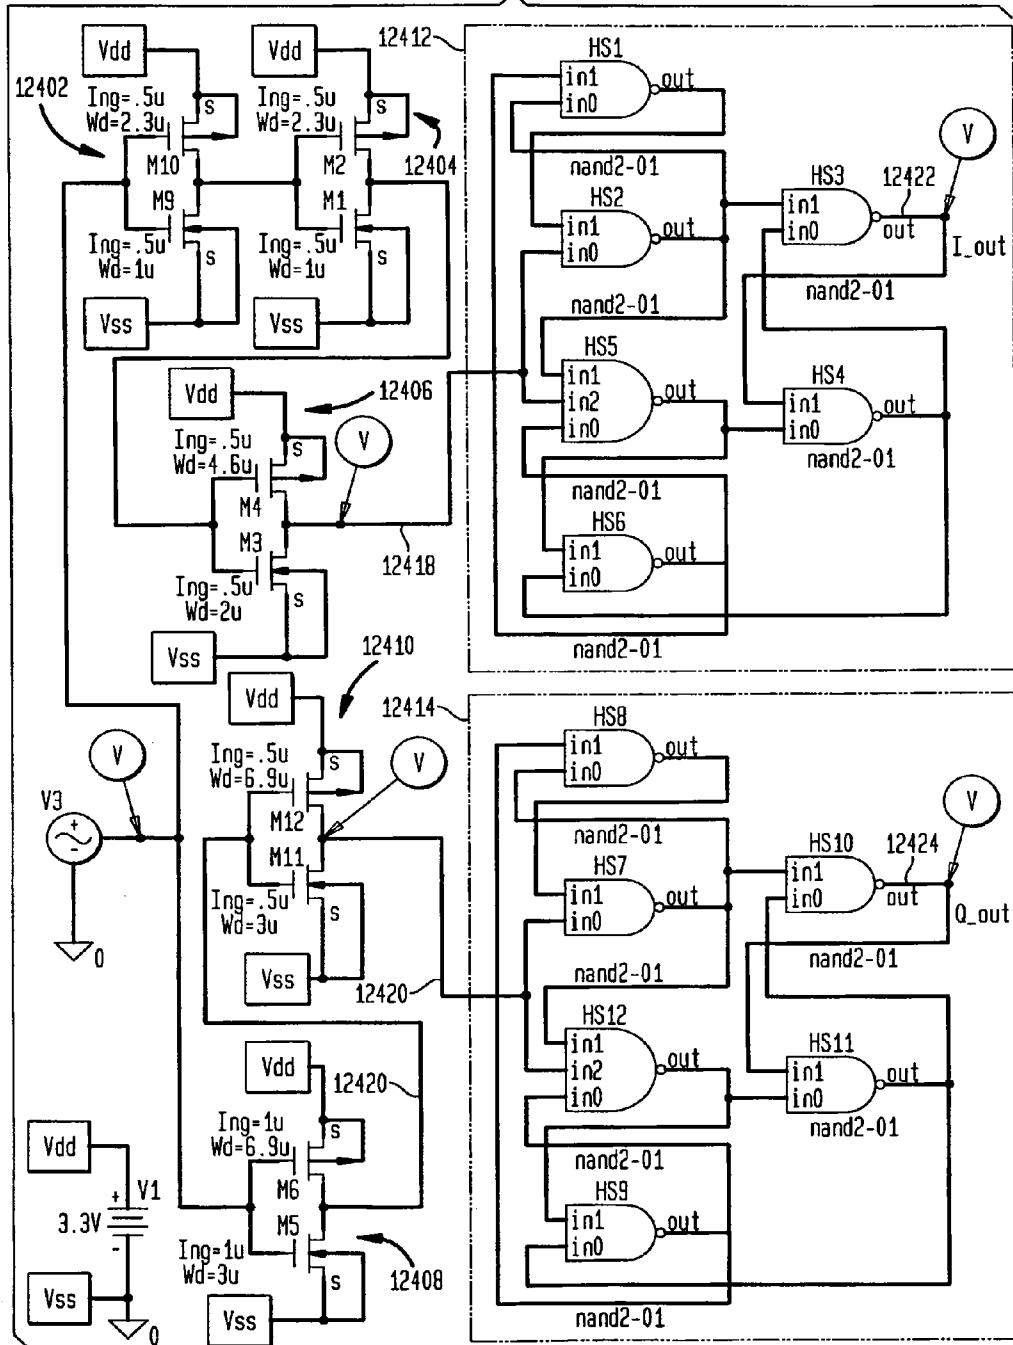 Vdd
Vdd
12412
HS1
in1
in0
out
12402
Ing=.5u
Wd=2.3u
S
Ing=.5u
Wd=2.3u
S
12404
M10
M2
nand2-01
M9
M1
HS2
in1
in0
out
HS3
in1
in0
out
12422
V
I_out
nand2-01
Ing=.5u
Wd=1u
S
Ing=.5u
Wd=1u
S
Vss
Vss
nand2-01
HS5
in1
in2
in0
out
HS4
in1
in0
out
nand2-01
Vdd
12406
S
V
Ing=.5u
Wd=4.6u
M4
M3
12418
Ing=.5u
Wd=2u
S
Vss
nand2-01
HS6
in1
in0
out
nand2-01
Vdd
12410
12414
HS8
in1
in0
out
V
V3
+
-
0
Ing=.5u
Wd=6.9u
S
V
M12
M11
Ing=.5u
Wd=3u
S
Vss
12420
nand2-01
HS7
in1
in0
out
HS10
in1
in0
out
12424
V
Q_out
nand2-01
nand2-01
HS12
in1
in2
in0
out
HS11
in1
in0
out
nand2-01
Vdd
12420
S
Ing=1u
Wd=6.9u
M6
M5
Ing=1u
Wd=3u
S
12408
Vss
nand2-01
HS9
in1
in0
out
nand2-01
Vdd
+
V1
3.3V
-
Vss
0